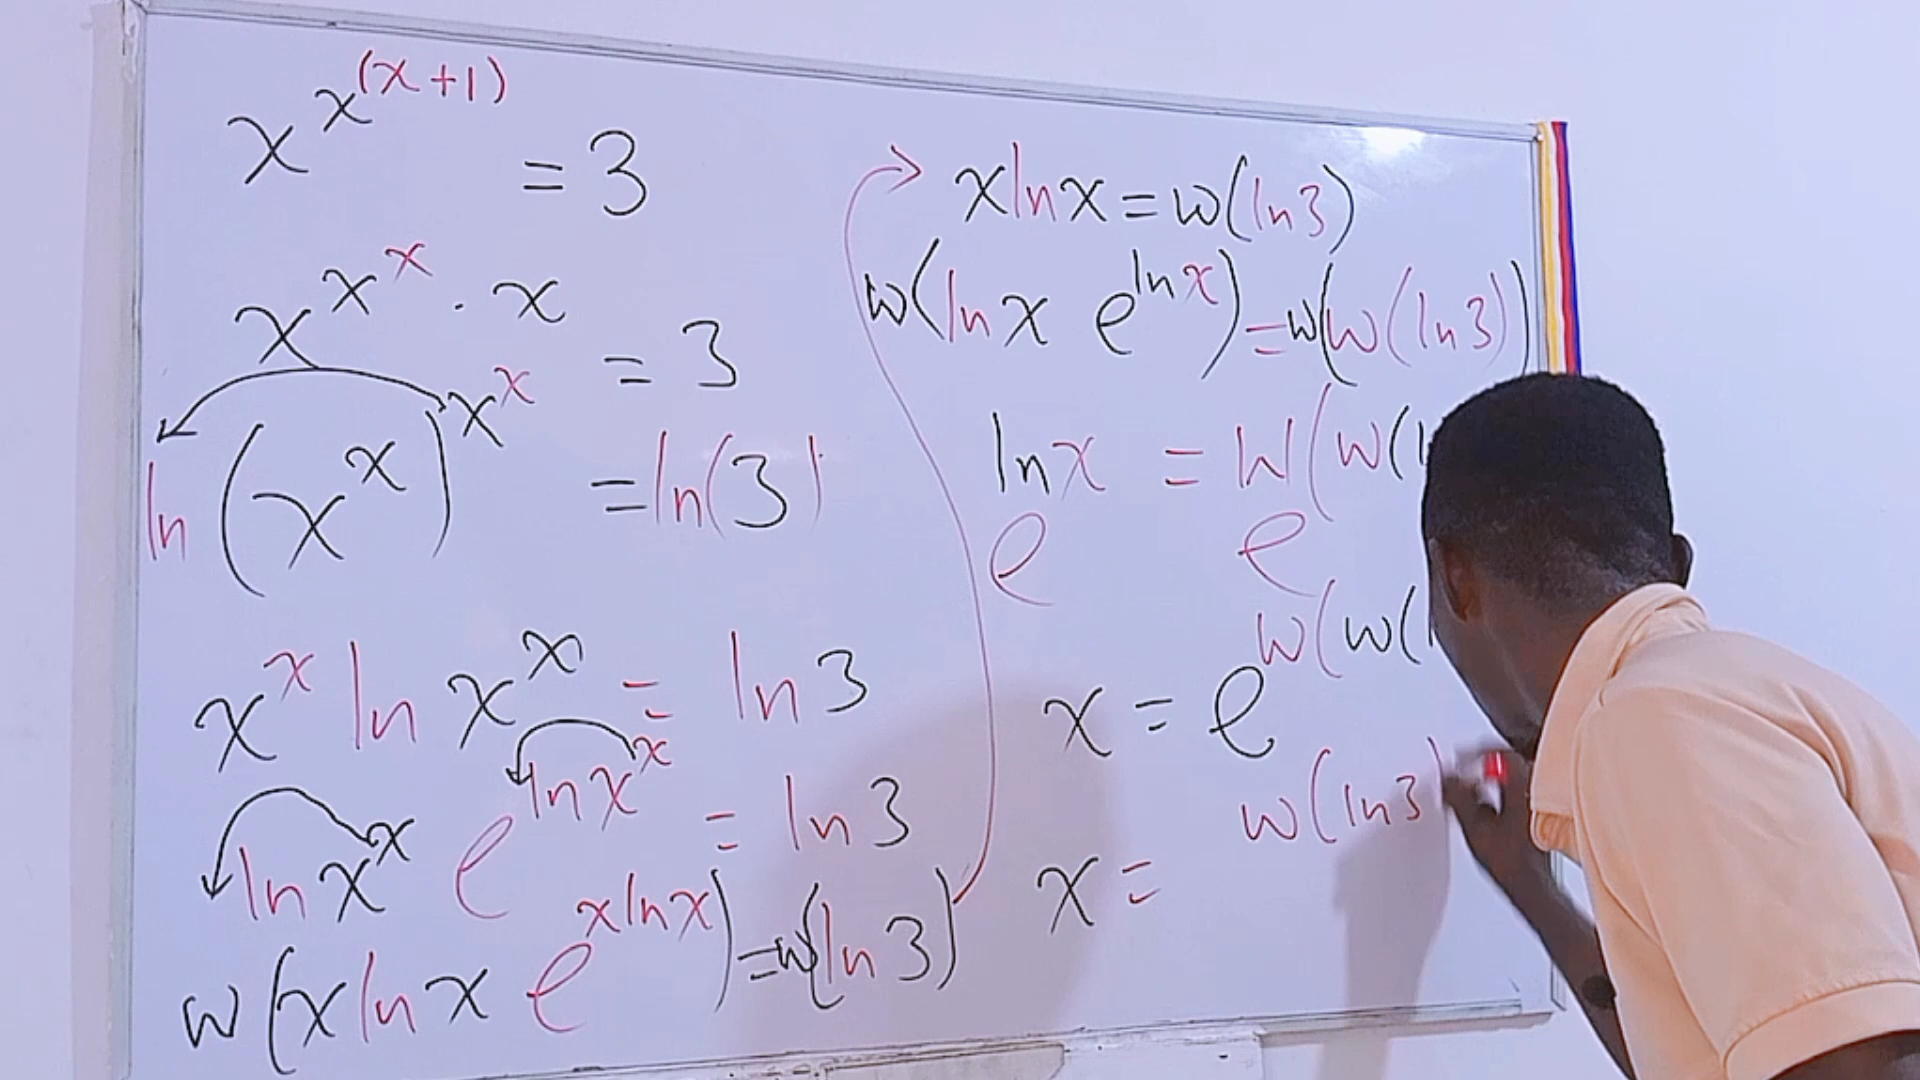 x^{x^{(x+1)}} = 3
x^{x^{x} · x} = 3
ln (x^{x})^{x^{x}} = ln(3)
x^{x} ln x^{x} = ln 3
ln x^{x} e^{ln x^{x}} = ln 3
w(x ln x e^{x ln x}) = w(ln 3)
x ln x = w(ln 3)
w(ln x e^{ln x}) = w(w(ln 3))
e^{ln x} = e^{W(w(}
x = e^{w(w(}
x = w(ln 3)